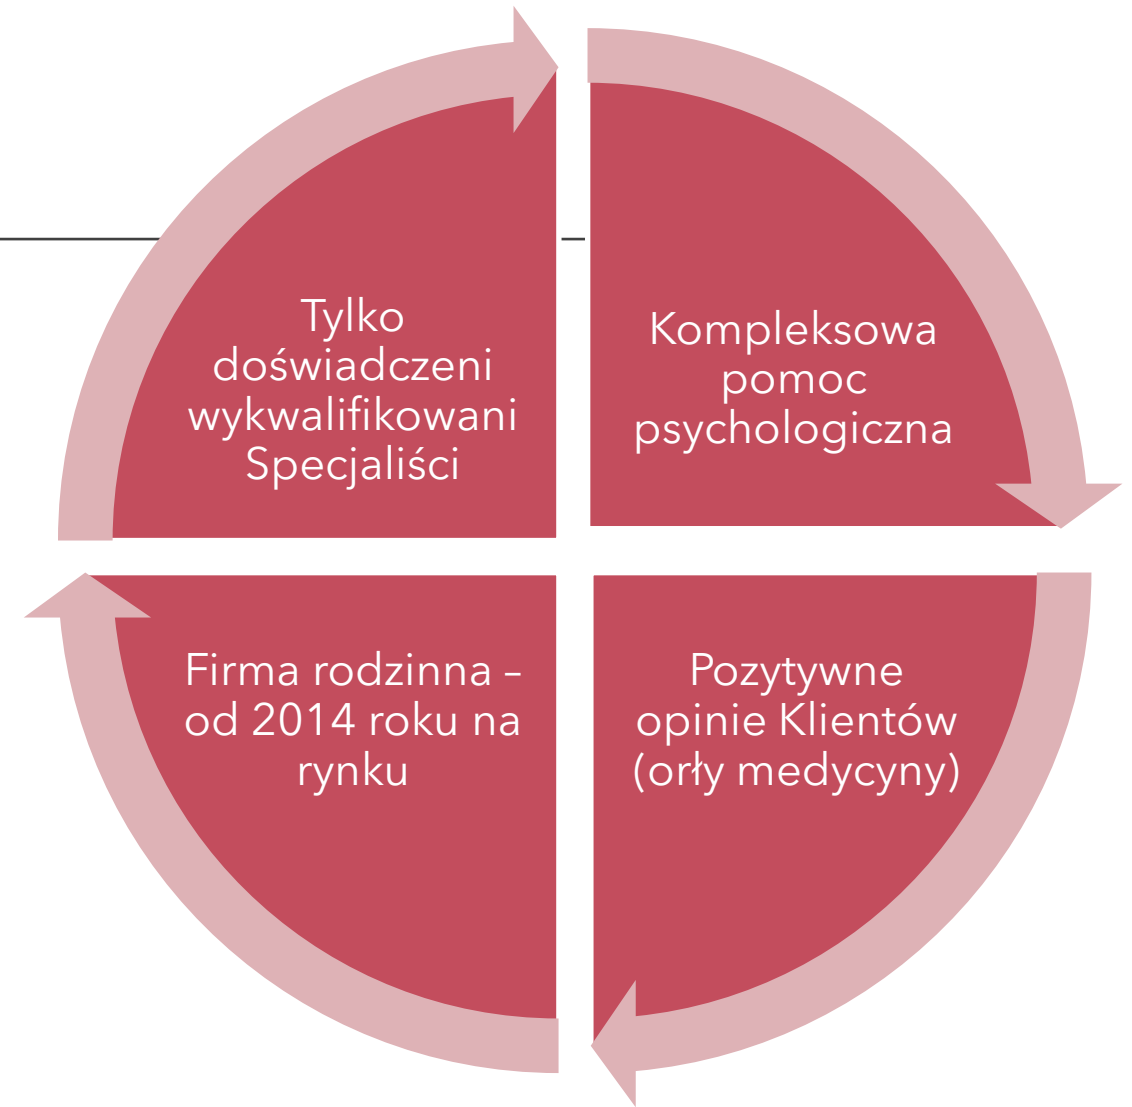 Tylko
doświadczeni
wykwalifikowani
Specjaliści
Kompleksowa
pomoc
psychologiczna
Firma rodzinna –
od 2014 roku na
rynku
Pozytywne
opinie Klientów
(orły medycyny)